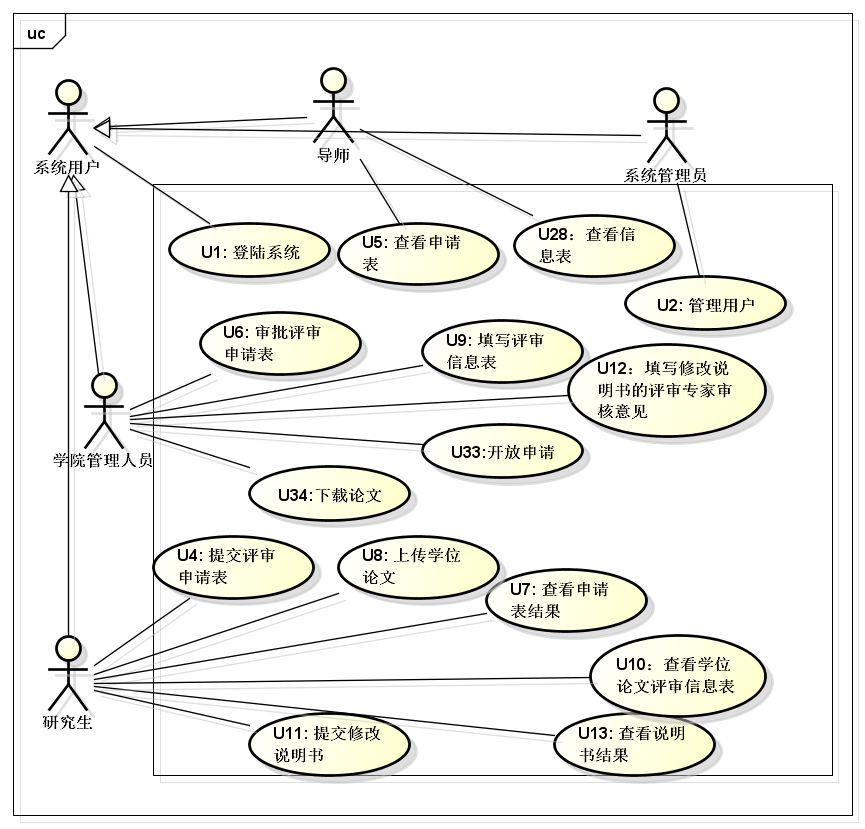 uc
系统用户
导师
系统管理员
U1: 登陆系统
U5: 查看申请
表
U28：查看信
息表
U2: 管理用户
U6: 审批评审
申请表
U9: 填写评审
信息表
U12：填写修改说
明书的评审专家审
核意见
学院管理人员
U33:开放申请
U34:下载论文
U4: 提交评审
申请表
U8: 上传学位
论文
U7: 查看申请
表结果
U10：查看学位
论文评审信息表
研究生
U11: 提交修改
说明书
U13: 查看说明
书结果